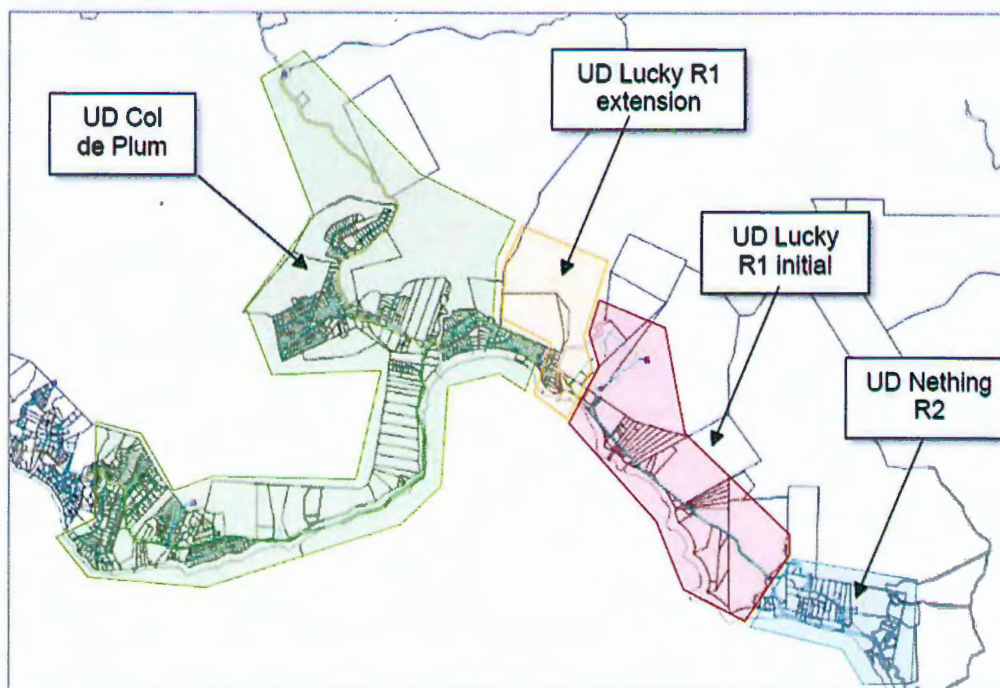 UD Col
de Plum
UD Lucky R1
extension
UD Lucky
R1 initial
UD Nething
R2